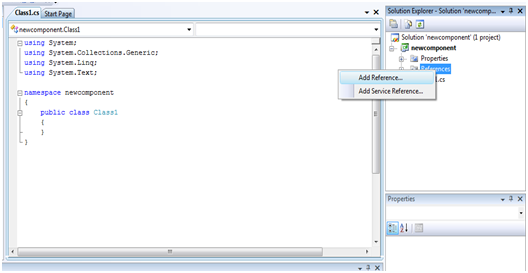 Class1.cs Start Page
newcomponent.Class1
using System;
using System.Collections.Generic;
using System.Linq;
using System.Text;
namespace newcomponent
{
public class Class1
{
}
}
Solution Explorer - Solution 'newcomp...
Solution 'newcomponent' (1 project)
newcomponent
Properties
References
1.cs
Add Reference...
Add Service Reference...
Properties